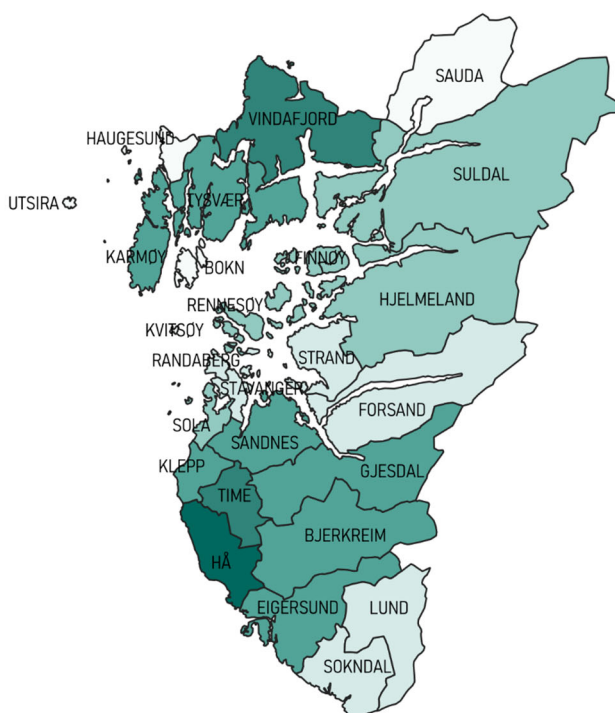 SAUDA
VINDAFJORD
HAUGESUND
SULDAL
UTSIRA
TYSVÆR
KARMØY
BOKN
FINNØY
HJELMELAND
RENNESØY
KVITSØY
RANDABERG
STRAND
STAVANGER
FORSAND
SOLA
SANDNES
KLEPP
GJESDAL
TIME
BJERKREIM
HÅ
EIGERSUND
LUND
SOKNDAL